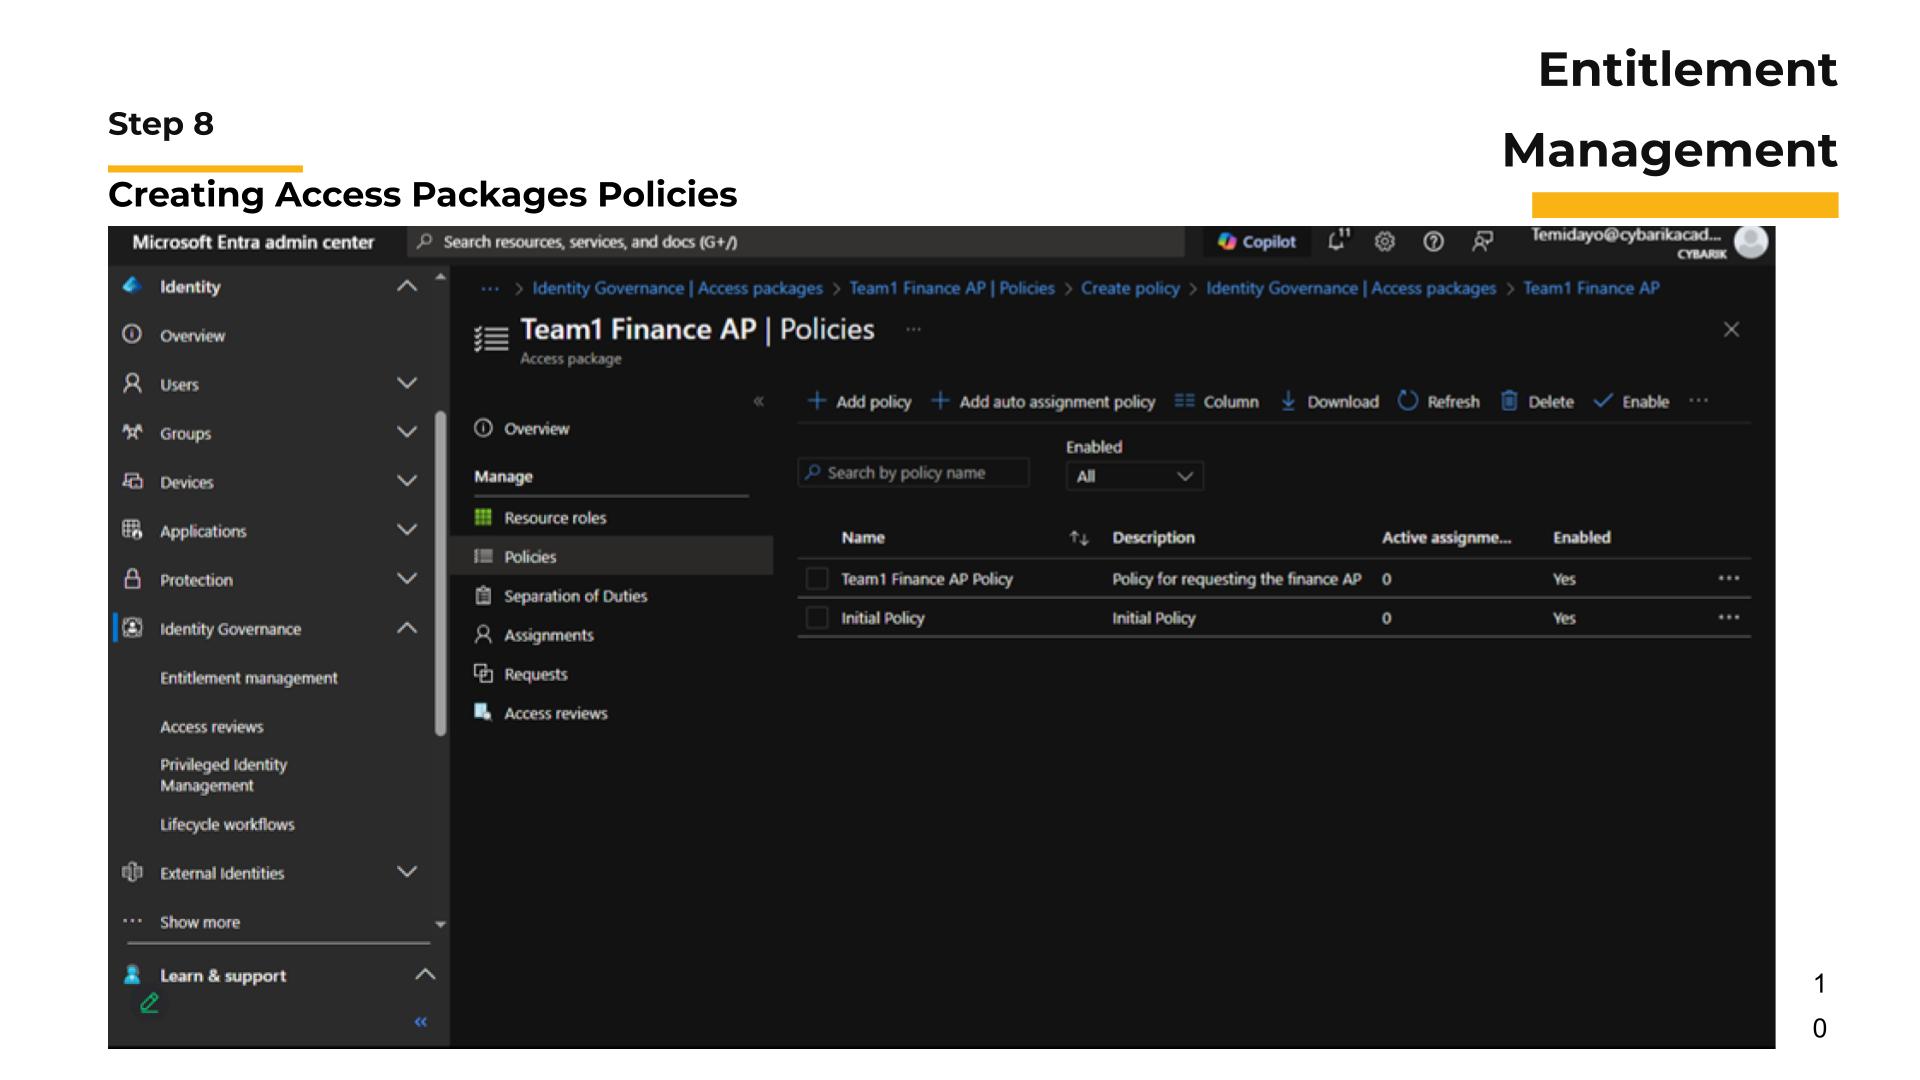 Entitlement
Management
Step 8
Creating Access Packages Policies
Microsoft Entra admin center
Search resources, services, and docs (G+/)
Copilot
11
Temidayo@cybarikacad...
CYBARIK
Identity
Overview
Users
Groups
Devices
Applications
Protection
Identity Governance
Entitlement management
Access reviews
Privileged Identity
Management
Lifecycle workflows
External Identities
··· Show more
Learn & support
··· > Identity Governance | Access packages > Team1 Finance AP | Policies > Create policy > Identity Governance | Access packages > Team1 Finance AP
Team1 Finance AP | Policies ···
Access package
Overview
Manage
Resource roles
Policies
Separation of Duties
Assignments
Requests
Access reviews
Add policy Add auto assignment policy Column Download Refresh Delete Enable ···
Enabled
Search by policy name
All
Name Description Active assignme... Enabled
Team1 Finance AP Policy Policy for requesting the finance AP 0 Yes ···
Initial Policy Initial Policy 0 Yes ···
1
0